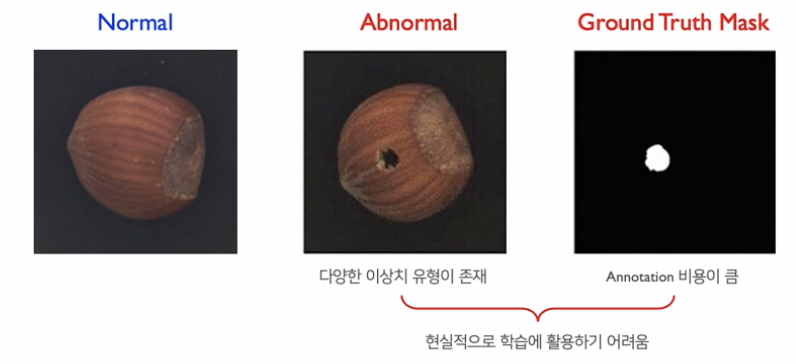 Normal
Abnormal
Ground Truth Mask
다양한 이상치 유형이 존재
Annotation 비용이 큼
현실적으로 학습에 활용하기 어려움